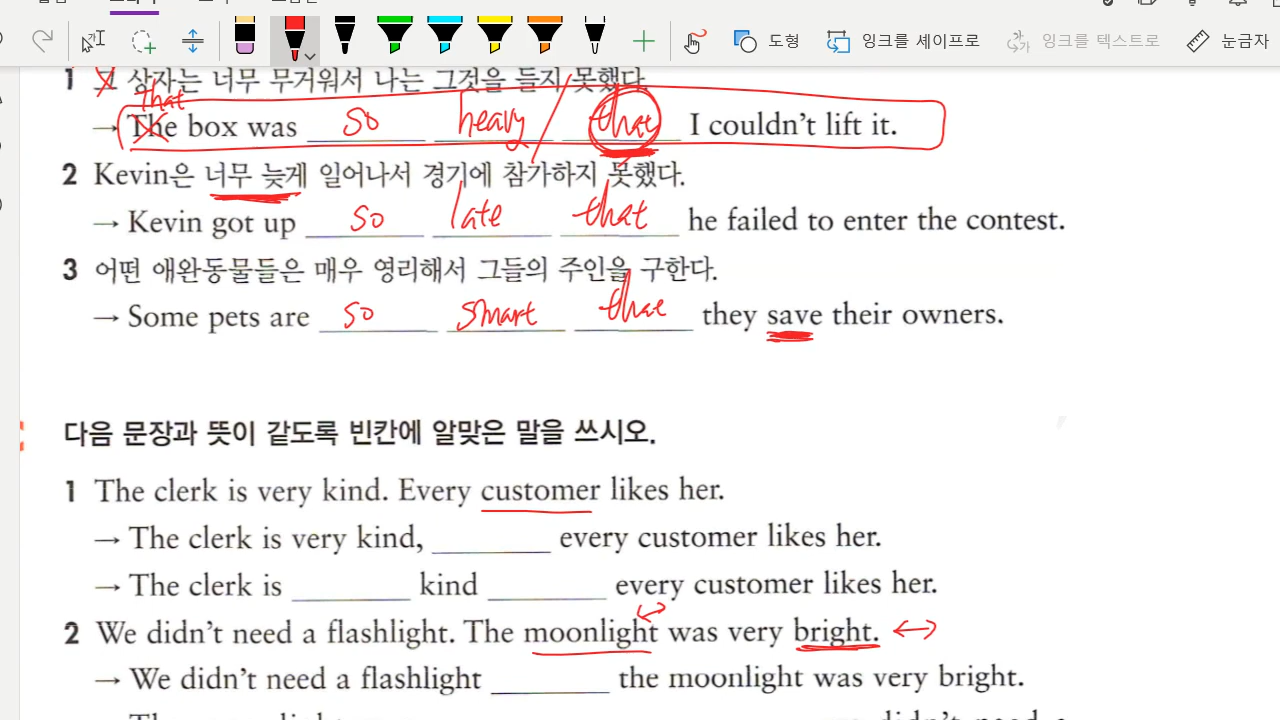 도형 잉크를 셰이프로 잉크를 텍스트로 눈금자
1 그 상자는 너무 무거워서 나는 그것을 들지 못했다.
That
→ The box was so heavy that I couldn't lift it.
2 Kevin은 너무 늦게 일어나서 경기에 참가하지 못했다.
→ Kevin got up so late that he failed to enter the contest.
3 어떤 애완동물들은 매우 영리해서 그들의 주인을 구한다.
→ Some pets are so smart that they save their owners.
다음 문장과 뜻이 같도록 빈칸에 알맞은 말을 쓰시오.
1 The clerk is very kind. Every customer likes her.
→ The clerk is very kind, ________ every customer likes her.
→ The clerk is ________ kind ________ every customer likes her.
2 We didn't need a flashlight. The moonlight was very bright.
→ We didn't need a flashlight ________ the moonlight was very bright.